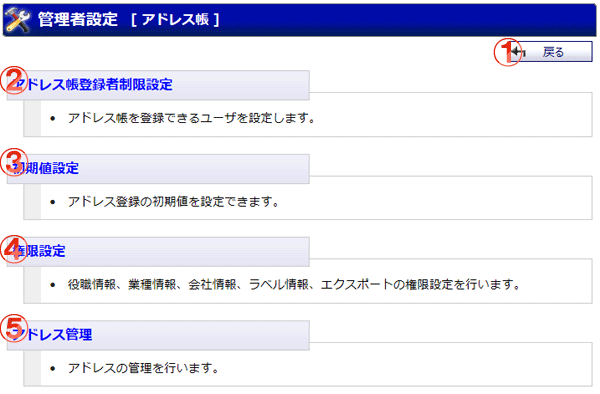 管理者設定 [ アドレス帳 ]
① 戻る
② アドレス帳登録者制限設定
• アドレス帳を登録できるユーザを設定します。
③ 初期値設定
• アドレス登録の初期値を設定できます。
④ 権限設定
• 役職情報、業種情報、会社情報、ラベル情報、エクスポートの権限設定を行います。
⑤ アドレス管理
• アドレスの管理を行います。